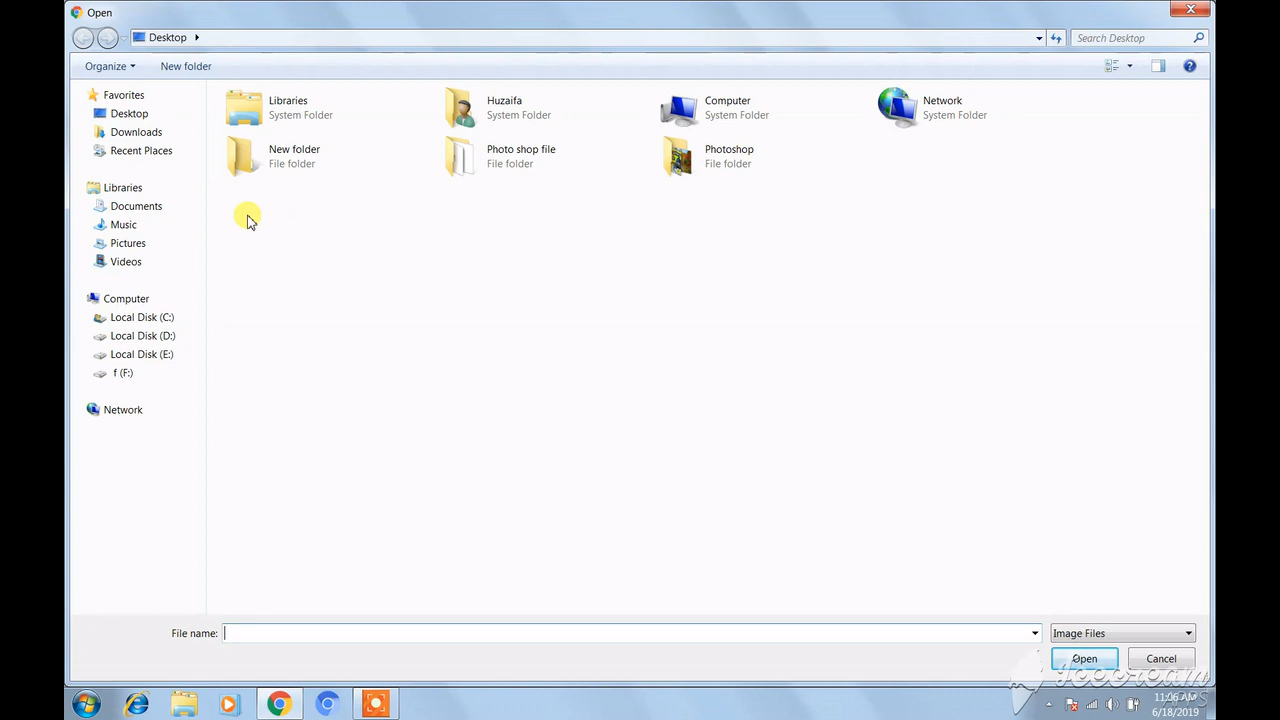 Open
Desktop
Search Desktop
Organize
New folder
Favorites
Desktop
Downloads
Recent Places
Libraries
Documents
Music
Pictures
Videos
Computer
Local Disk (C:)
Local Disk (D:)
Local Disk (E:)
f (F:)
Network
Libraries
System Folder
Huzaifa
System Folder
Computer
System Folder
Network
System Folder
New folder
File folder
Photo shop file
File folder
Photoshop
File folder
File name:
Image Files
Open
Cancel
Icecream
11:06 AM
6/18/2019